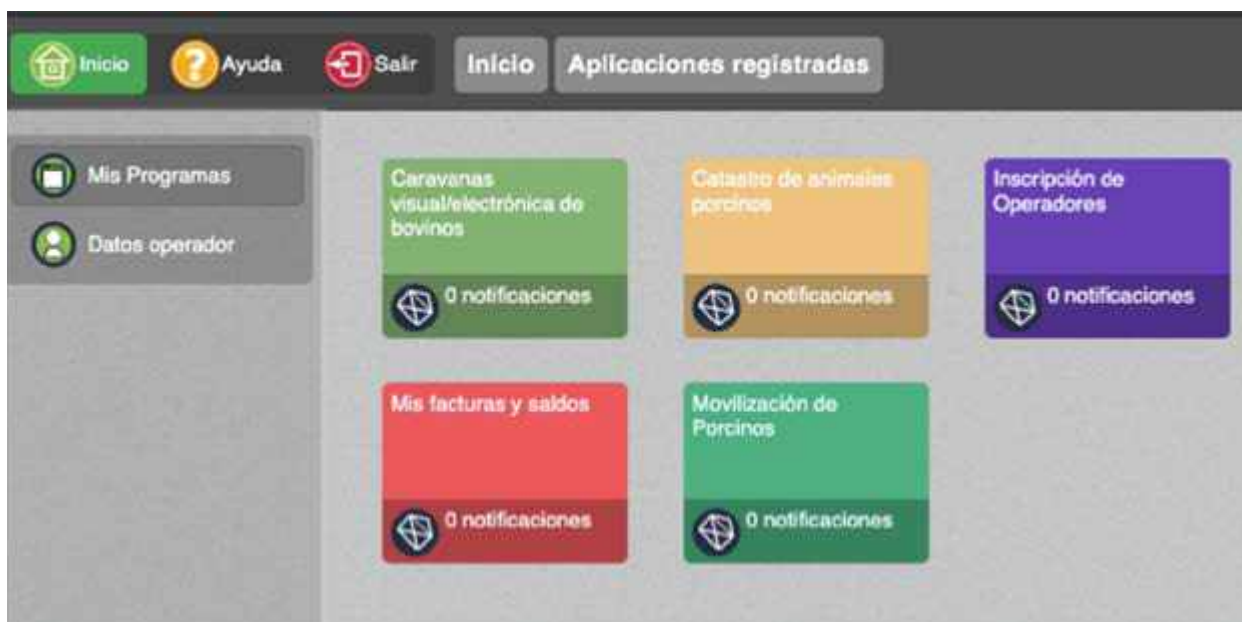 Inicio
Ayuda
Salir
Inicio
Aplicaciones registradas
Mis Programas
Datos operador
Caravanas
visual/electrónica de
bovinos
0 notificaciones
Catastro de animales
porcinos
0 notificaciones
Inscripción de
Operadores
0 notificaciones
Mis facturas y saldos
0 notificaciones
Movilización de
Porcinos
0 notificaciones